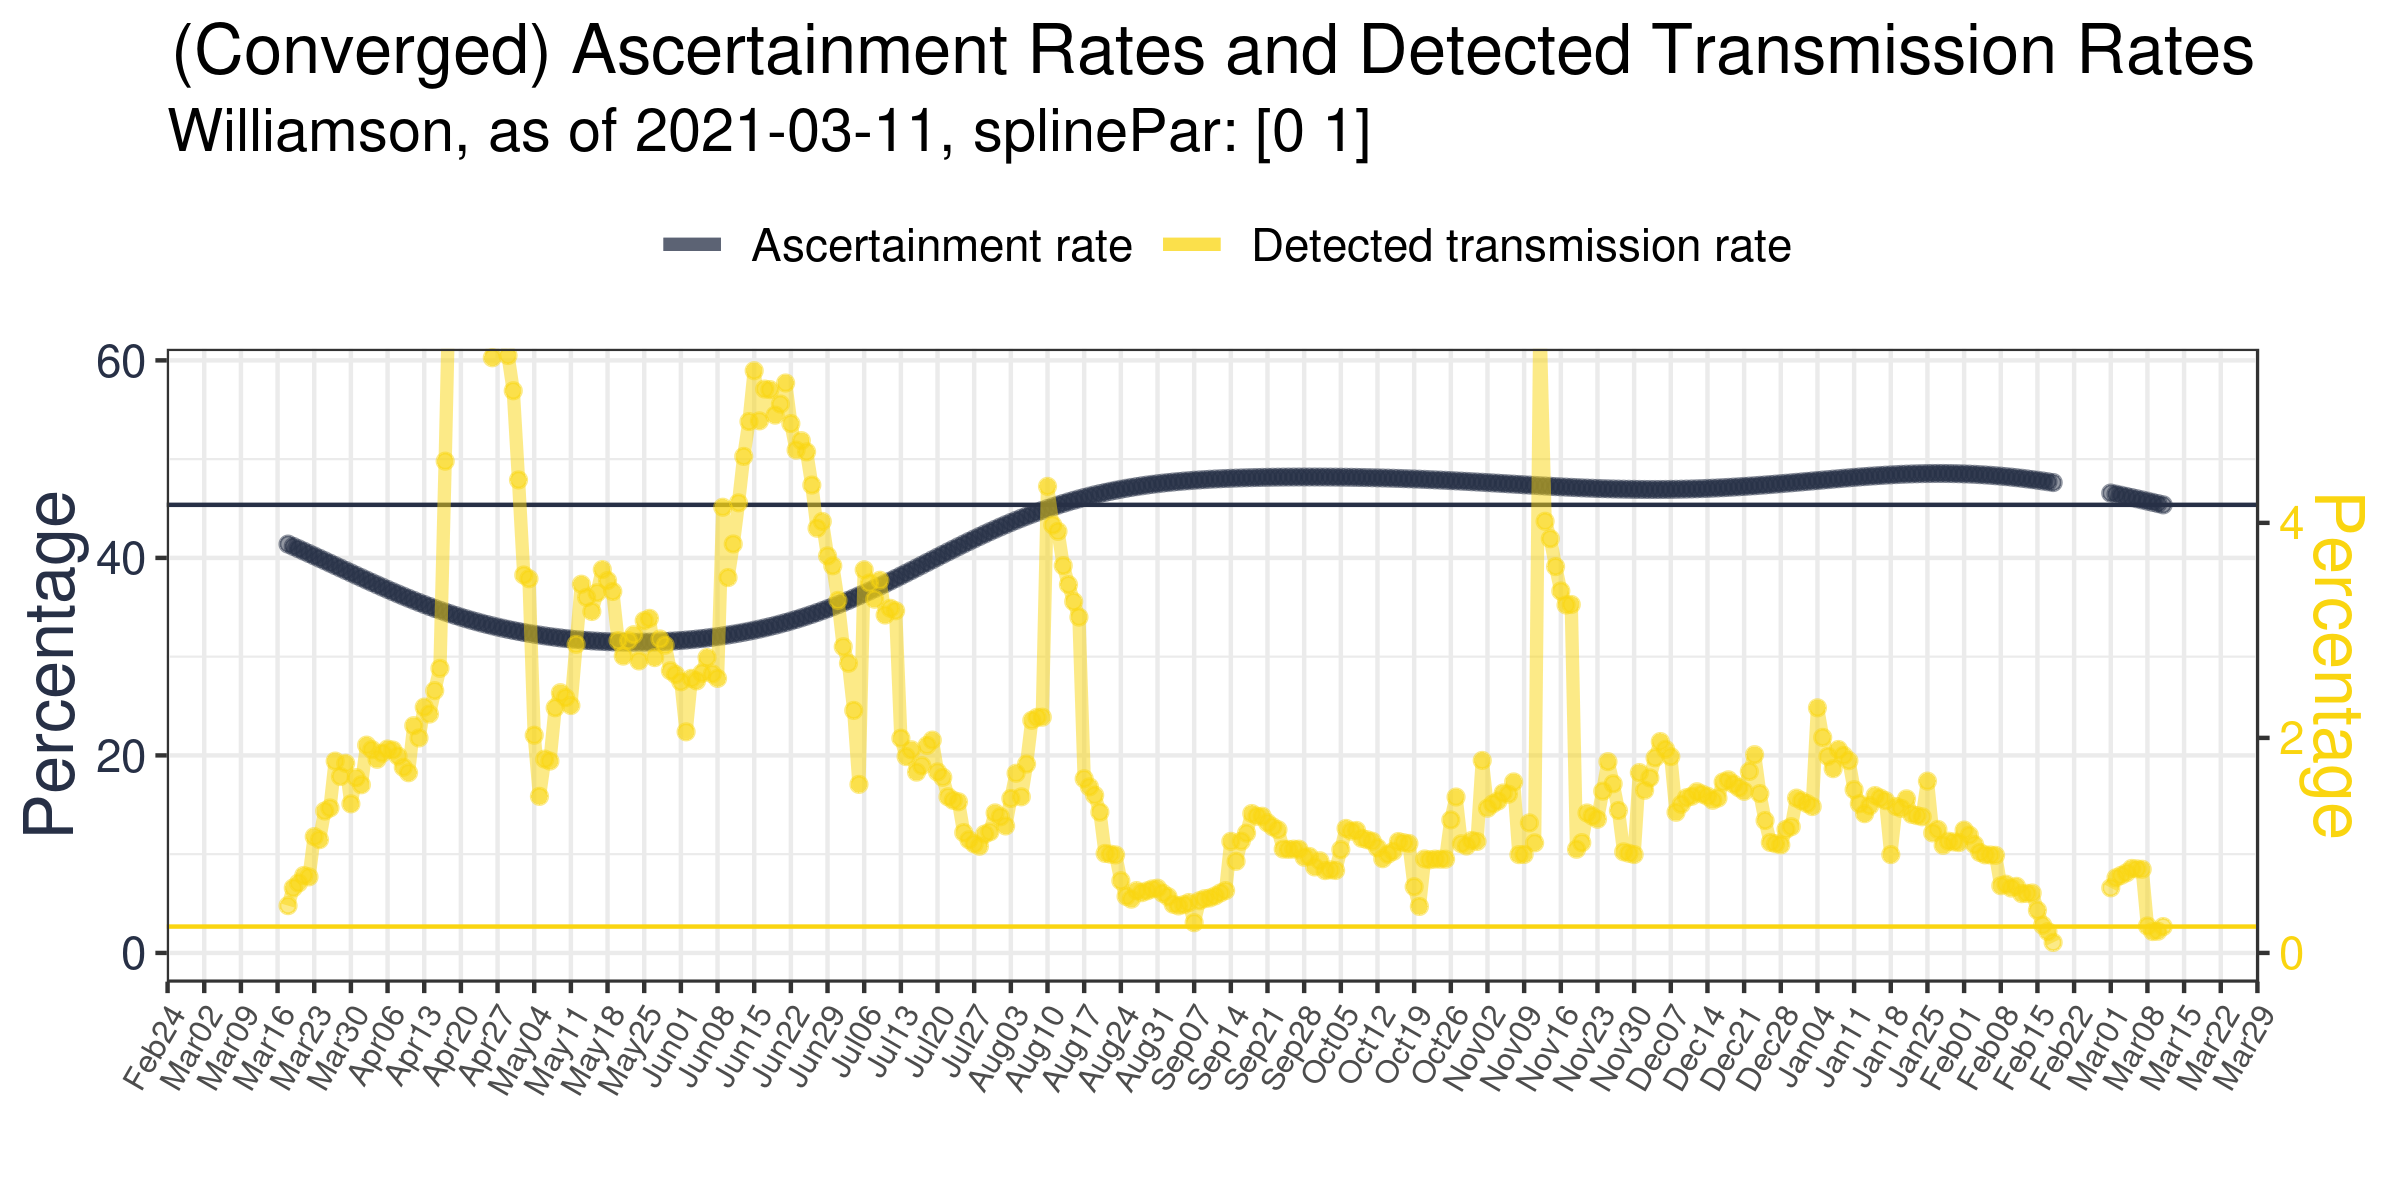 (Converged) Ascertainment Rates and Detected Transmission Rates
Williamson, as of 2021-03-11, splinePar: [0 1]
Ascertainment rate Detected transmission rate
Percentage
60
40
20
0
4
2
0
Percentage
Feb24 Mar02 Mar09 Mar16 Mar23 Mar30 Apr06 Apr13 Apr20 Apr27 May04 May11 May18 May25 Jun01 Jun08 Jun15 Jun22 Jun29 Jul06 Jul13 Jul20 Jul27 Aug03 Aug10 Aug17 Aug24 Aug31 Sep07 Sep14 Sep21 Sep28 Oct05 Oct12 Oct19 Oct26 Nov02 Nov09 Nov16 Nov23 Nov30 Dec07 Dec14 Dec21 Dec28 Jan04 Jan11 Jan18 Jan25 Feb01 Feb08 Feb15 Feb22 Mar01 Mar08 Mar15 Mar22 Mar29